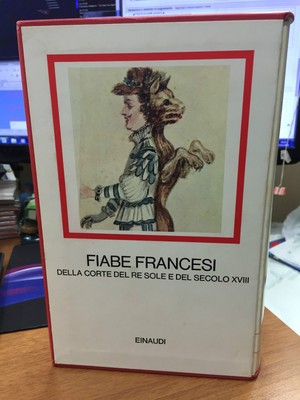 FIABE FRANCESI
DELLA CORTE DEL RE SOLE E DEL SECOLO XVIII
EINAUDI